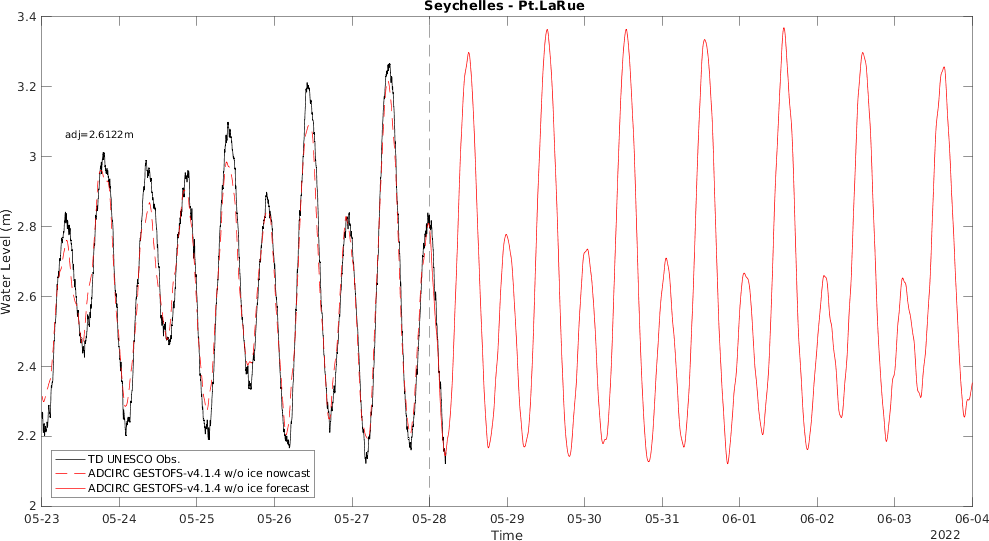 Seychelles - Pt.LaRue
3.4
3.2
3
2.8
2.6
2.4
2.2
2
Water Level (m)
adj=2.6122m
TD UNESCO Obs.
ADCIRC GESTOFS-v4.1.4 w/o ice nowcast
ADCIRC GESTOFS-v4.1.4 w/o ice forecast
05-23 05-24 05-25 05-26 05-27 05-28 05-29 05-30 05-31 06-01 06-02 06-03 06-04
Time
2022